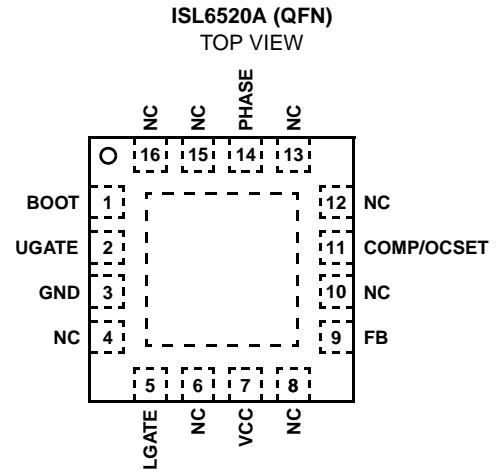 ISL6520A (QFN)
TOP VIEW
NC
NC
PHASE
NC
16 15 14 13
BOOT 1
12 NC
UGATE 2
11 COMP/OCSET
GND 3
10 NC
NC 4
9 FB
5 6 7 8
LGATE
NC
VCC
NC